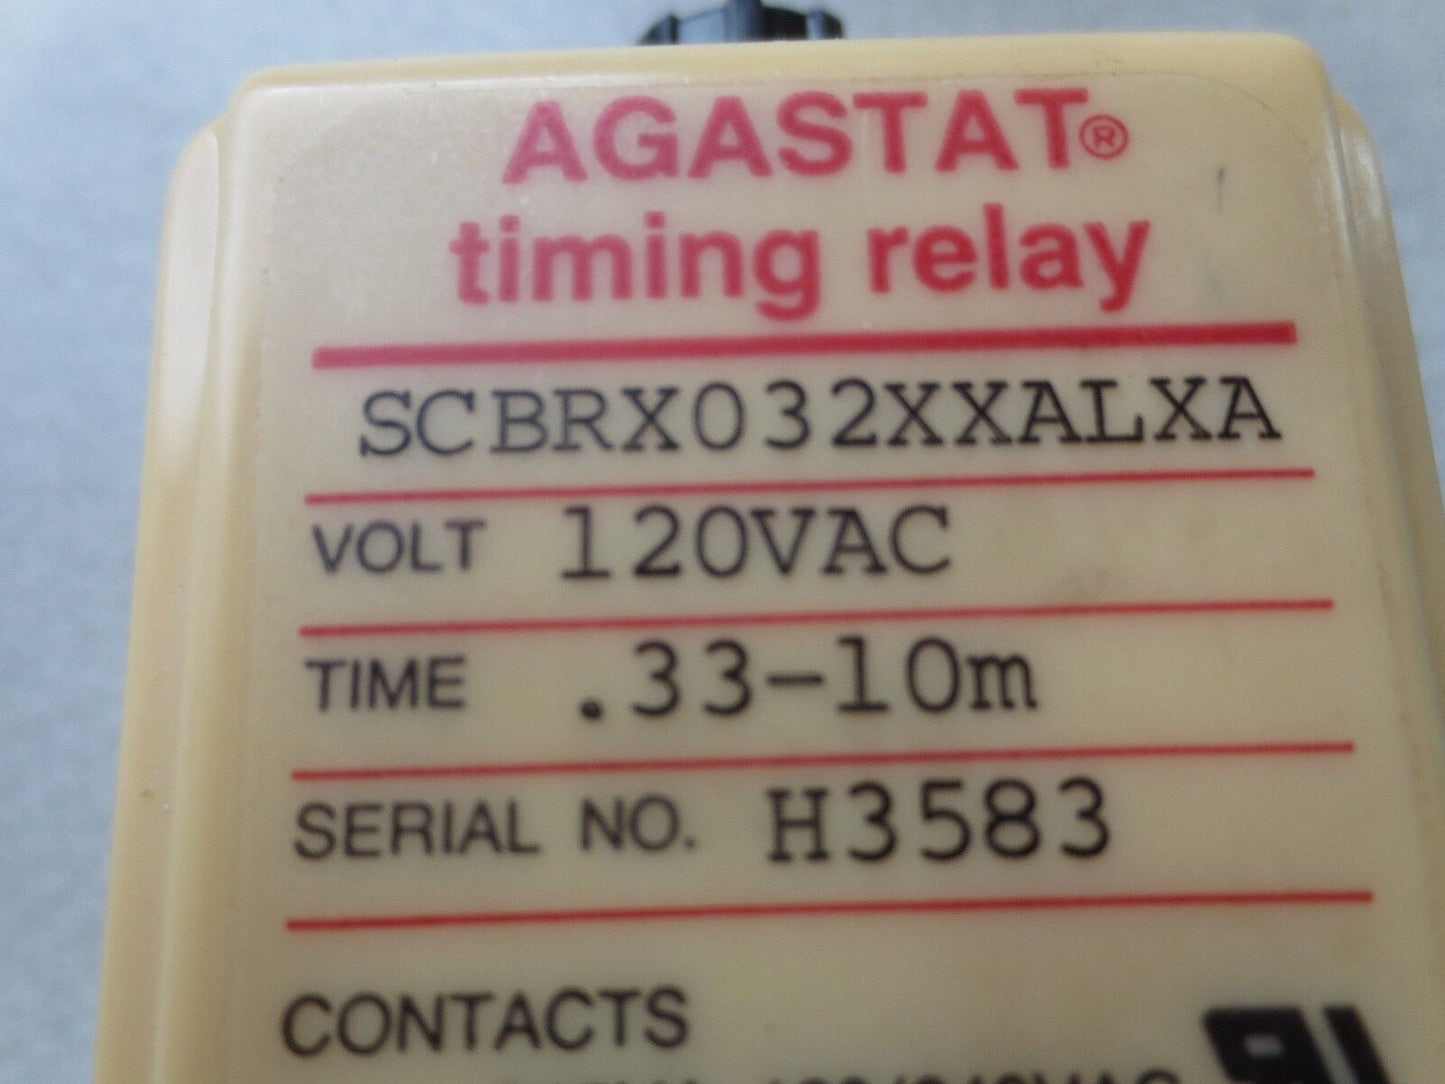 AGASTAT®
timing relay
SCBRX032XXALXA
VOLT 120VAC
TIME .33-10m
SERIAL NO. H3583
CONTACTS